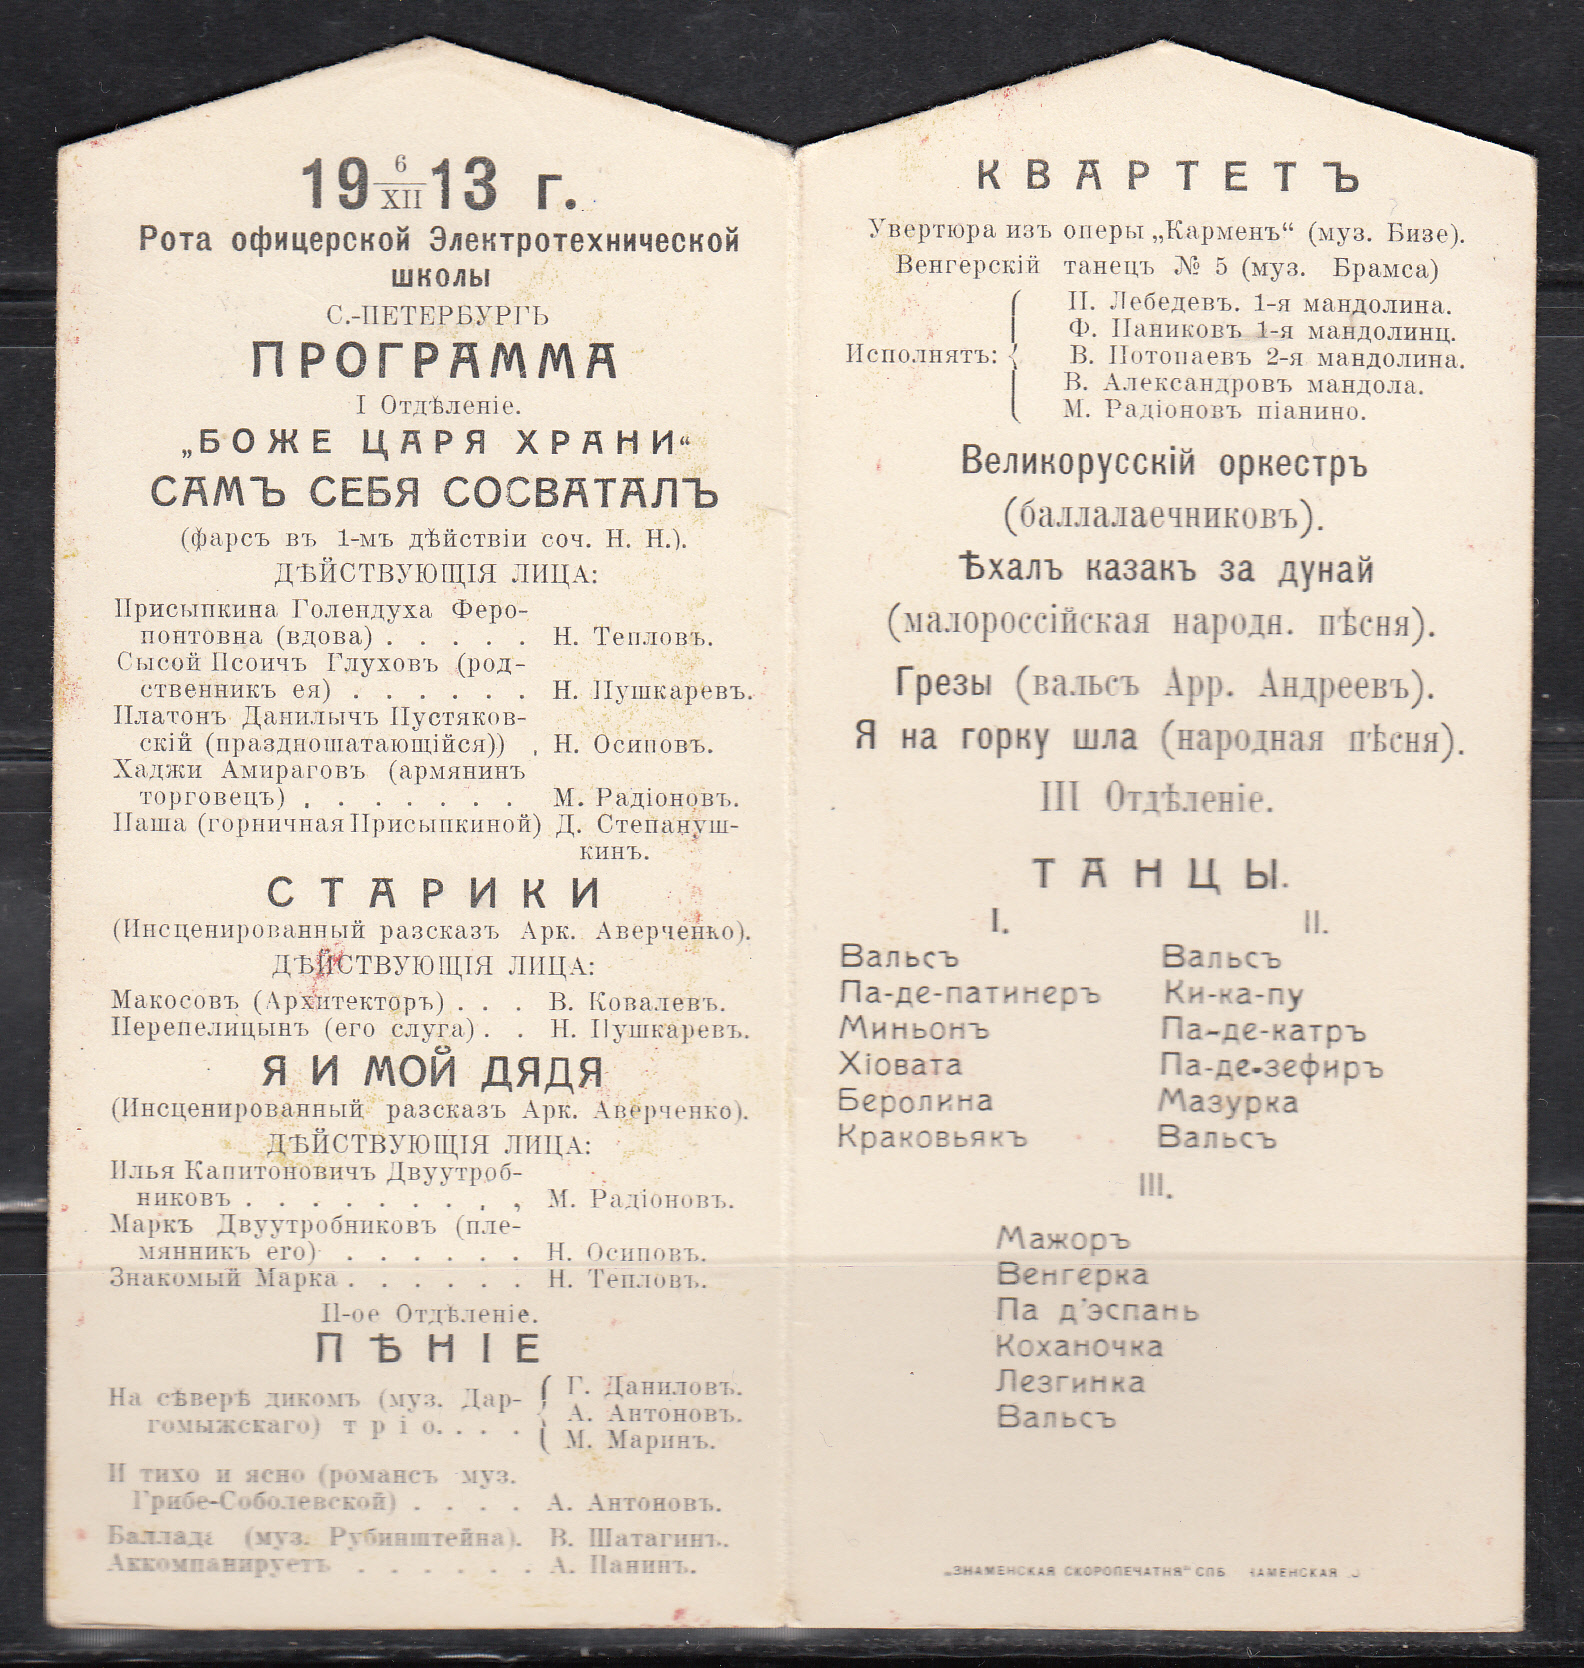 19 6/XII 13 г.
Рота офицерской Электротехнической
школы
С.-ПЕТЕРБУРГЪ
ПРОГРАММА
I Отдѣленіе.
„БОЖЕ ЦАРЯ ХРАНИ“
САМЪ СЕБЯ СОСВАТАЛЪ
(фарсъ въ 1-мъ дѣйствіи соч. Н. Н.).
ДѢЙСТВУЮЩІЯ ЛИЦА:
Присыпкина Голендуха Феро-
понтовна (вдова) . . . . . Н. Тепловъ.
Сысой Псоичъ Глуховъ (род-
ственникъ ея) . . . . . . Н. Пушкаревъ.
Платонъ Данилычъ Пустяков-
скій (праздношатающійся)) , Н. Осиповъ.
Хаджи Амираговъ (армянинъ
торговецъ) . . . . . . . М. Радіоновъ.
Паша (горничная Присыпкиной) Д. Степануш-
кинъ.
СТАРИКИ
(Инсценированный разсказъ Арк. Аверченко).
ДѢЙСТВУЮЩІЯ ЛИЦА:
Макосовъ (Архитекторъ) . . . В. Ковалевъ.
Перепелицынъ (его слуга) . . Н. Пушкаревъ.
Я И МОЙ ДЯДЯ
(Инсценированный разсказъ Арк. Аверченко).
ДѢЙСТВУЮЩІЯ ЛИЦА:
Илья Капитоновичъ Двуутроб-
никовъ . . . . . . . . , М. Радіоновъ.
Маркъ Двуутробниковъ (пле-
мянникъ его) . . . . . . Н. Осиповъ.
Знакомый Марка . . . . . . Н. Тепловъ.
II-ое Отдѣленіе.
ПѢНІЕ
На сѣверѣ дикомъ (муз. Дар-
гомыжскаго) тріо. . . .
Г. Даниловъ.
А. Антоновъ.
М. Маринъ.
И тихо и ясно (романсъ муз.
Грибе-Соболевской) . . . . А. Антоновъ.
Баллада (муз. Рубинштейна). В. Шатагинъ.
Аккомпанируетъ . . . . . . А. Панинъ.
КВАРТЕТЪ
Увертюра изъ оперы „Карменъ“ (муз. Бизе).
Венгерскій танецъ № 5 (муз. Брамса)
Исполнятъ:
П. Лебедевъ. 1-я мандолина.
Ф. Паниковъ 1-я мандолинц.
В. Потопаевъ 2-я мандолина.
В. Александровъ мандола.
М. Радіоновъ піанино.
Великорусскій оркестръ
(баллалаечниковъ).
Ѣхалъ казакъ за дунай
(малороссійская народн. пѣсня).
Грезы (вальсъ Арр. Андреевъ).
Я на горку шла (народная пѣсня).
III Отдѣленіе.
ТАНЦЫ.
I.
Вальсъ
Па-де-патинеръ
Миньонъ
Хіовата
Беролина
Краковьякъ
II.
Вальсъ
Ки-ка-пу
Па-де-катръ
Па-де-зефиръ
Мазурка
Вальсъ
III.
Мажоръ
Венгерка
Па д'эспань
Коханочка
Лезгинка
Вальсъ
„ЗНАМЕНСКАЯ СКОРОПЕЧАТНЯ“ СПБ. НАМЕНСКАЯ